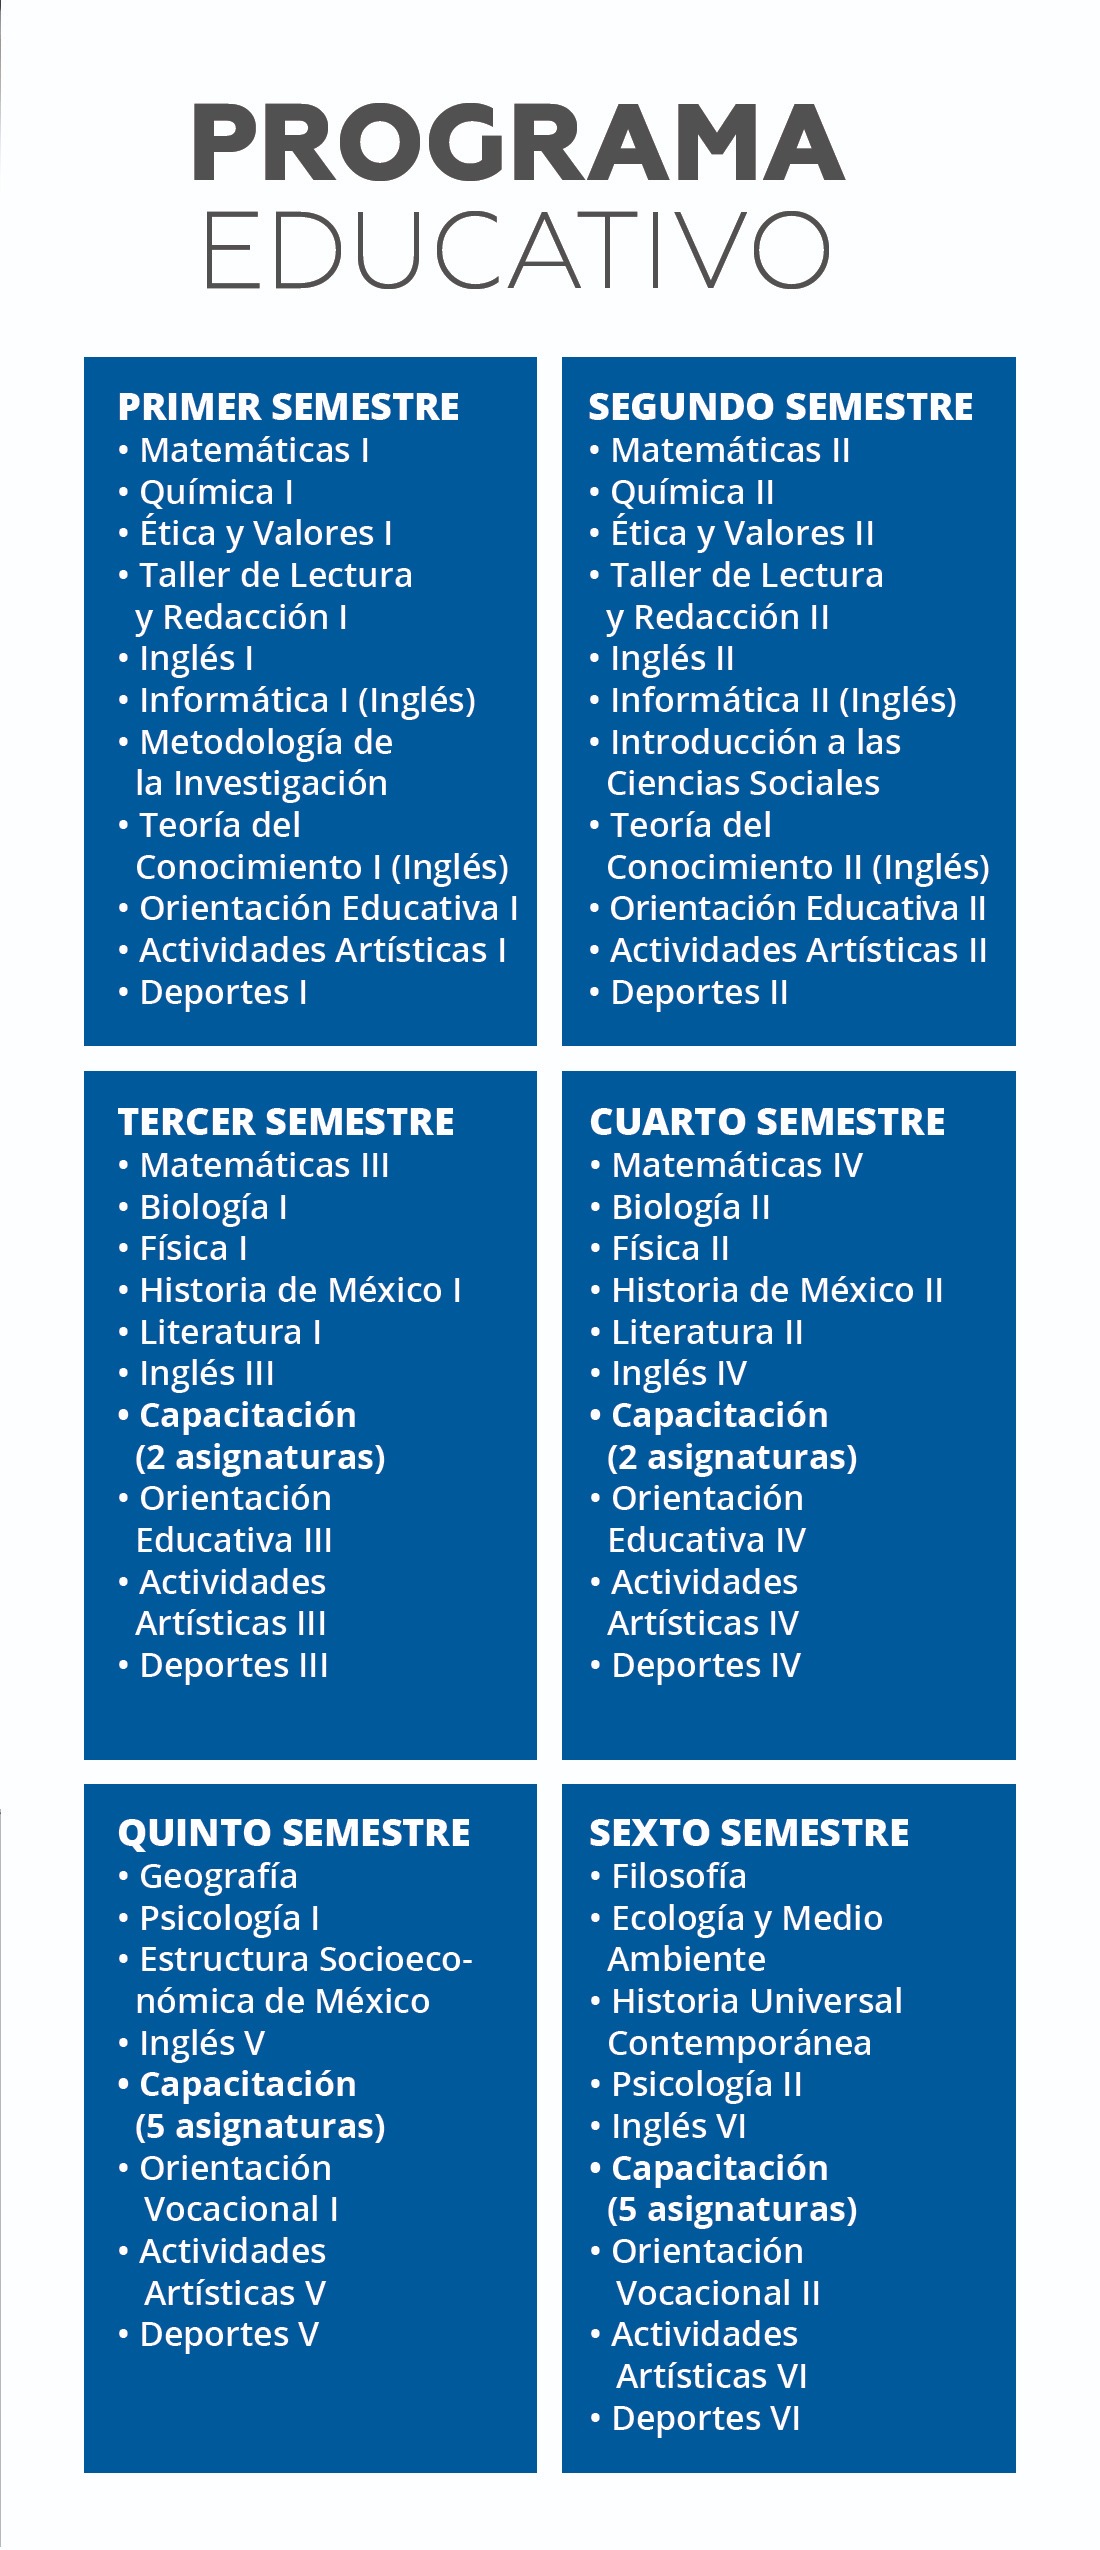 PROGRAMA
EDUCATIVO
PRIMER SEMESTRE
• Matemáticas I
• Química I
• Ética y Valores I
• Taller de Lectura
y Redacción I
• Inglés I
• Informática I (Inglés)
• Metodología de
la Investigación
• Teoría del
Conocimiento I (Inglés)
• Orientación Educativa I
• Actividades Artísticas I
• Deportes I
SEGUNDO SEMESTRE
• Matemáticas II
• Química II
• Ética y Valores II
• Taller de Lectura
y Redacción II
• Inglés II
• Informática II (Inglés)
• Introducción a las
Ciencias Sociales
• Teoría del
Conocimiento II (Inglés)
• Orientación Educativa II
• Actividades Artísticas II
• Deportes II
TERCER SEMESTRE
• Matemáticas III
• Biología I
• Física I
• Historia de México I
• Literatura I
• Inglés III
• Capacitación
(2 asignaturas)
• Orientación
Educativa III
• Actividades
Artísticas III
• Deportes III
CUARTO SEMESTRE
• Matemáticas IV
• Biología II
• Física II
• Historia de México II
• Literatura II
• Inglés IV
• Capacitación
(2 asignaturas)
• Orientación
Educativa IV
• Actividades
Artísticas IV
• Deportes IV
QUINTO SEMESTRE
• Geografía
• Psicología I
• Estructura Socioeco-
nómica de México
• Inglés V
• Capacitación
(5 asignaturas)
• Orientación
Vocacional I
• Actividades
Artísticas V
• Deportes V
SEXTO SEMESTRE
• Filosofía
• Ecología y Medio
Ambiente
• Historia Universal
Contemporánea
• Psicología II
• Inglés VI
• Capacitación
(5 asignaturas)
• Orientación
Vocacional II
• Actividades
Artísticas VI
• Deportes VI